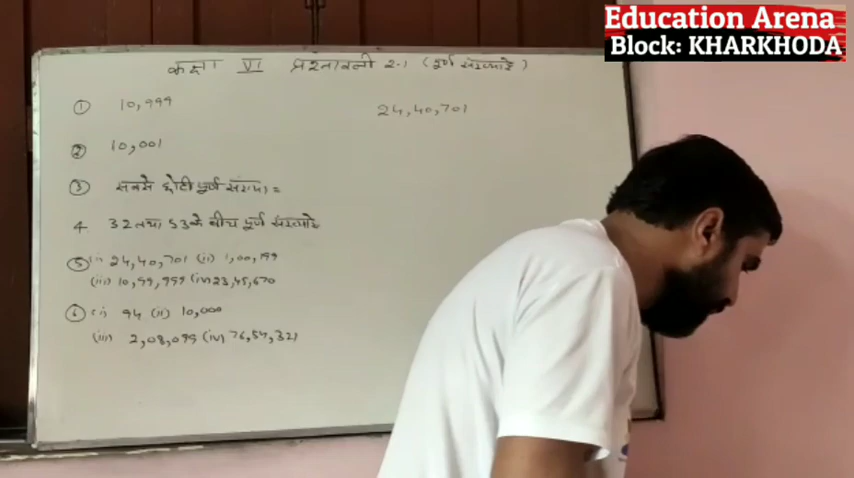 Education Arena
Block: KHARKHODA
कक्षा VI प्रश्नावली 2.1 (पूर्ण संख्याएँ)
① 10,999
24,40,701
② 10,001
③ सबसे छोटी पूर्ण संख्या =
4. 32 तथा 53 के बीच पूर्ण संख्याएँ
⑤ (i) 24,40,701 (ii) 1,00,199
(iii) 10,99,999 (iv) 23,45,670
⑥ (i) 94 (ii) 10,000
(iii) 2,08,099 (iv) 76,54,321